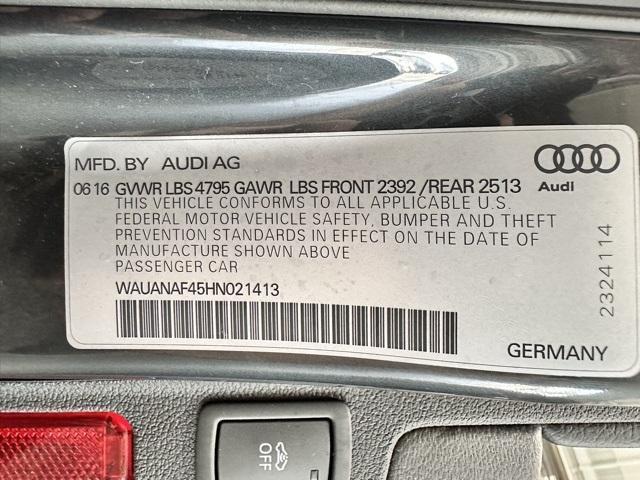 MFD. BY AUDI AG
06 16 GVWR LBS 4795 GAWR LBS FRONT 2392 / REAR 2513
Audi
THIS VEHICLE CONFORMS TO ALL APPLICABLE U.S.
FEDERAL MOTOR VEHICLE SAFETY, BUMPER AND THEFT
PREVENTION STANDARDS IN EFFECT ON THE DATE OF
MANUFACTURE SHOWN ABOVE
PASSENGER CAR
WAUANAF45HN021413
2324114
GERMANY
OFF